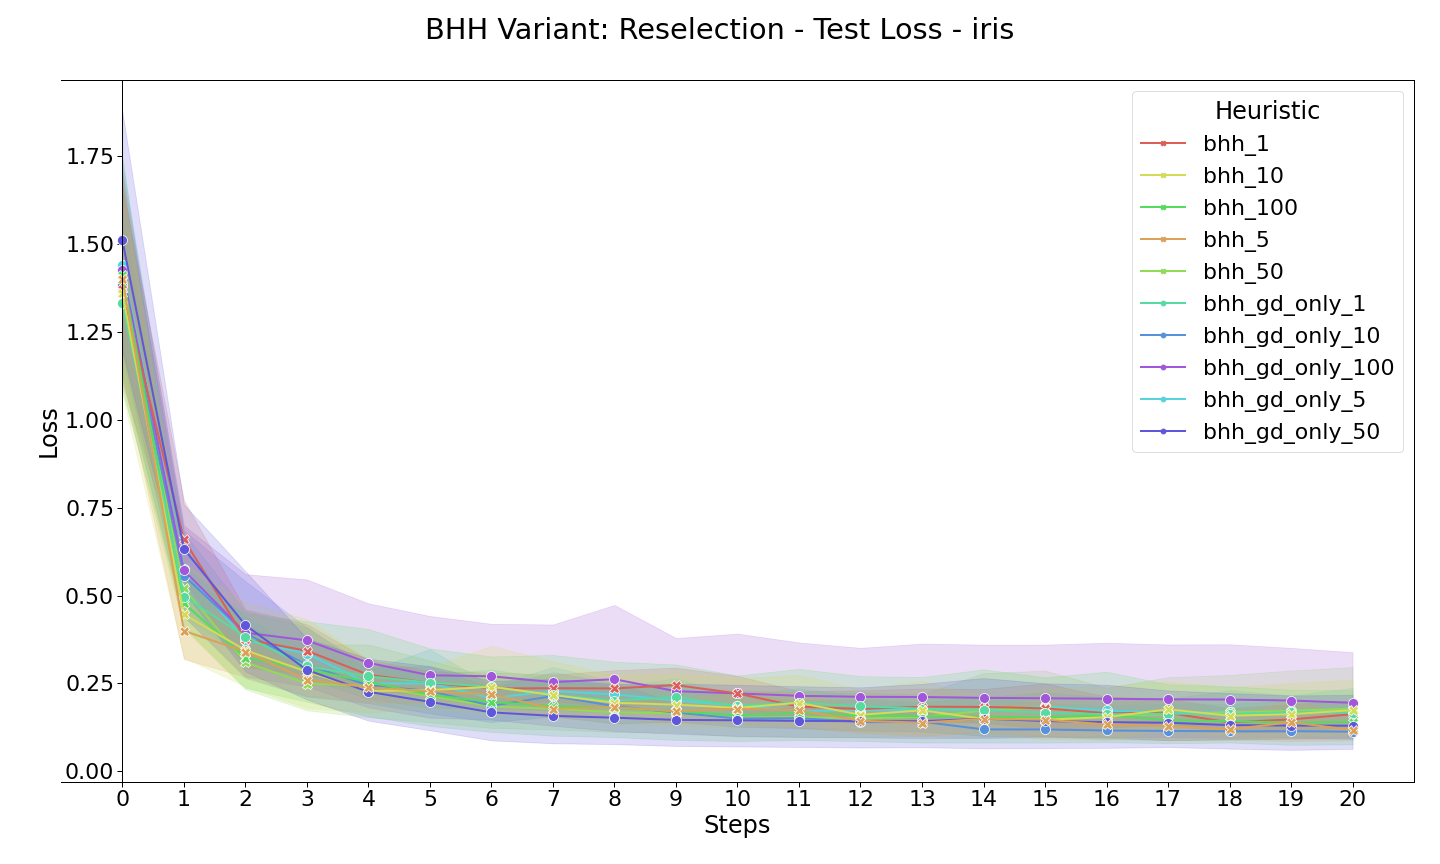 BHH Variant: Reselection - Test Loss - iris
Heuristic
bhh_1
bhh_10
bhh_100
bhh_5
bhh_50
bhh_gd_only_1
bhh_gd_only_10
bhh_gd_only_100
bhh_gd_only_5
bhh_gd_only_50
Loss
1.75
1.50
1.25
1.00
0.75
0.50
0.25
0.00
0 1 2 3 4 5 6 7 8 9 10 11 12 13 14 15 16 17 18 19 20
Steps